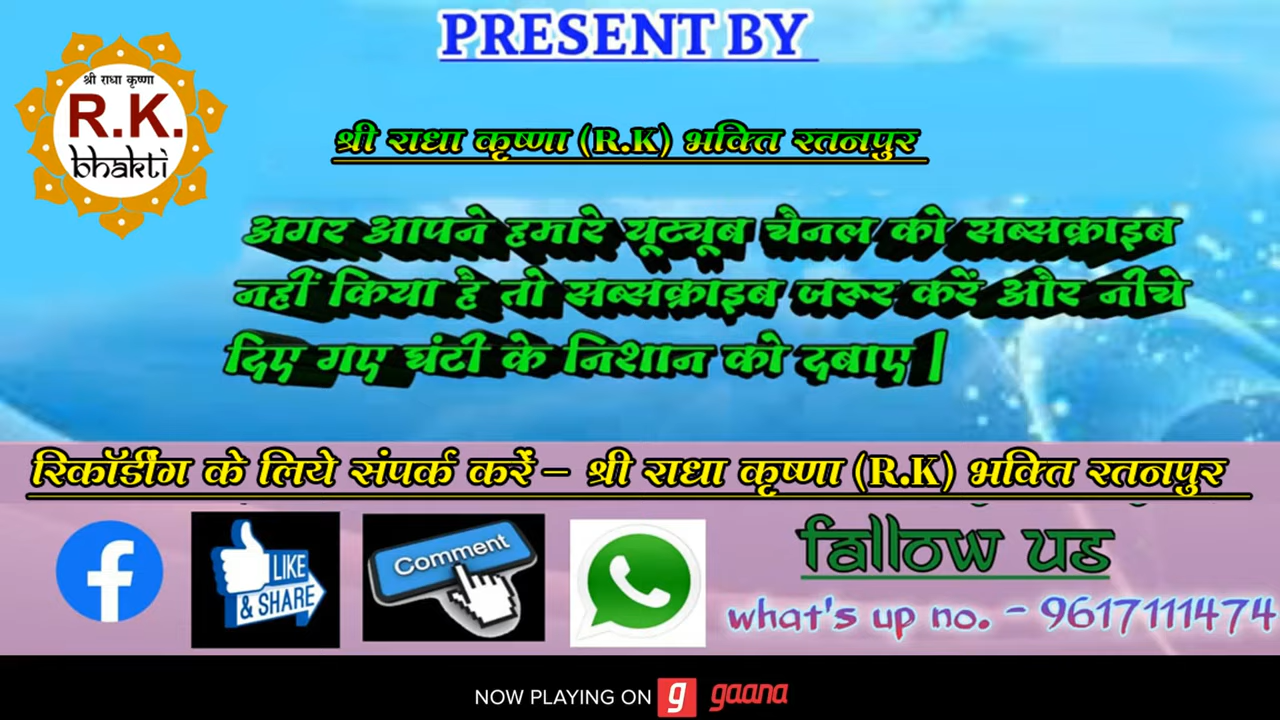 PRESENT BY
श्री राधा कृष्णा
R.K.
bhakti
श्री राधा कृष्णा (R.K) भक्ति रतनपुर
अगर आपने हमारे यूट्यूब चैनल को सब्सक्राइब
नहीं किया है तो सब्सक्राइब जरूर करें और नीचे
दिए गए घंटी के निशान को दबाए |
रिकॉर्डींग के लिये संपर्क करें – श्री राधा कृष्णा (R.K) भक्ति रतनपुर
f
LIKE
& SHARE
Comment
fallow us
what's up no. - 9617111474
NOW PLAYING ON g gaana